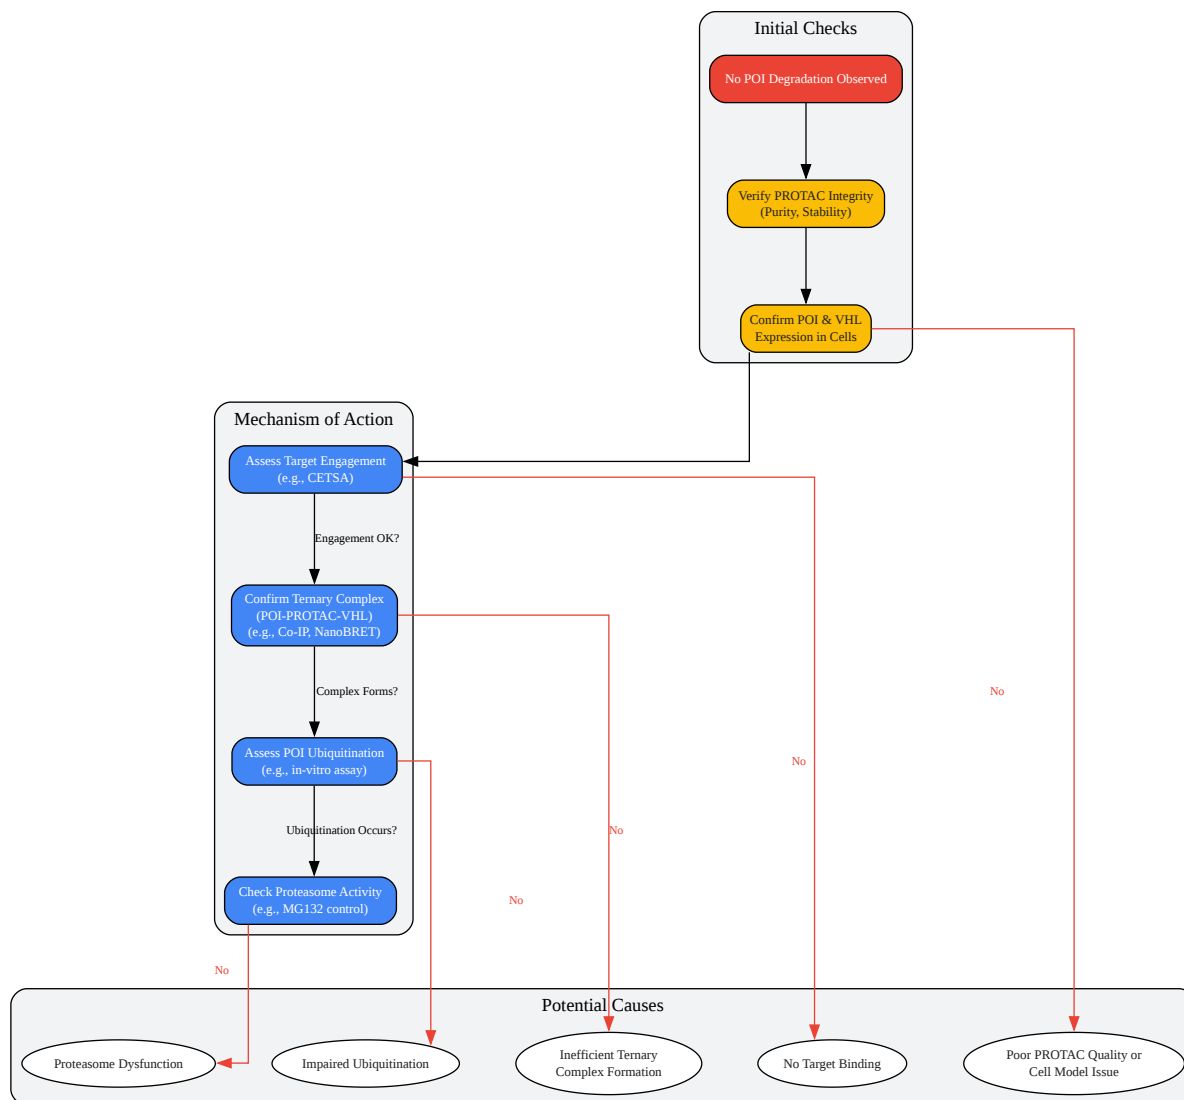 Initial Checks
No POI Degradation Observed
Verify PROTAC Integrity
(Purity, Stability)
Confirm POI & VHL
Expression in Cells
Mechanism of Action
Assess Target Engagement
(e.g., CETSA)
Engagement OK?
Confirm Ternary Complex
(POI-PROTAC-VHL)
(e.g., Co-IP, NanoBRET)
Complex Forms?
No
Assess POI Ubiquitination
(e.g., in-vitro assay)
No
Ubiquitination Occurs?
No
Check Proteasome Activity
(e.g., MG132 control)
No
No
Potential Causes
Proteasome Dysfunction
Impaired Ubiquitination
Inefficient Ternary
Complex Formation
No Target Binding
Poor PROTAC Quality or
Cell Model Issue